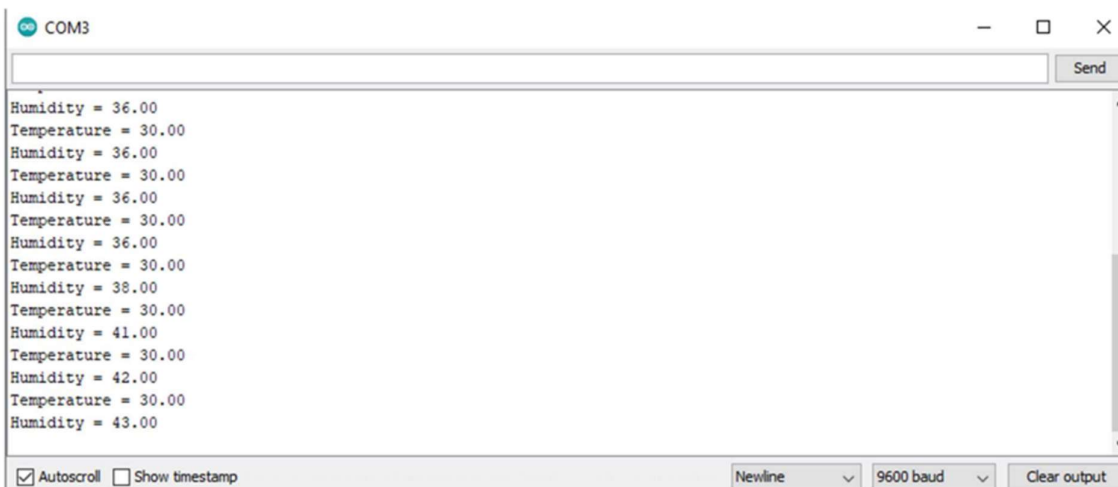 COM3
Send
Humidity = 36.00
Temperature = 30.00
Humidity = 36.00
Temperature = 30.00
Humidity = 36.00
Temperature = 30.00
Humidity = 36.00
Temperature = 30.00
Humidity = 38.00
Temperature = 30.00
Humidity = 41.00
Temperature = 30.00
Humidity = 42.00
Temperature = 30.00
Humidity = 43.00
Autoscroll Show timestamp Newline 9600 baud Clear output